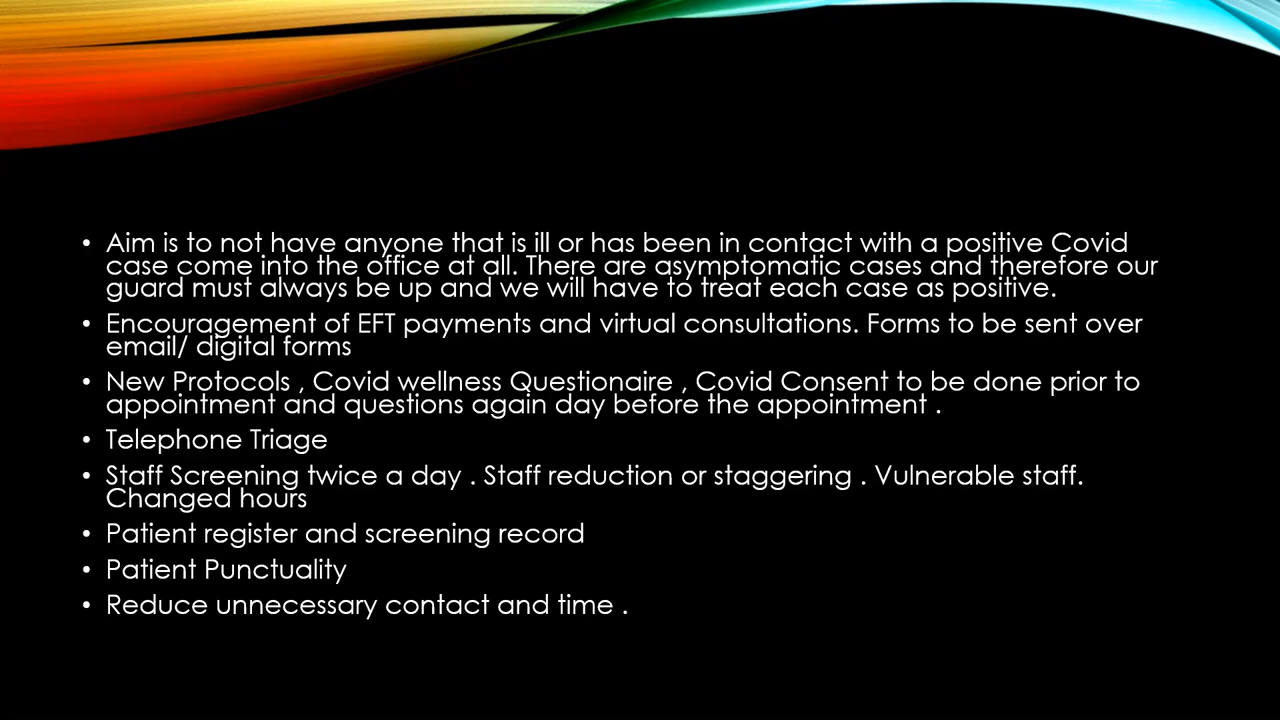 • Aim is to not have anyone that is ill or has been in contact with a positive Covid
case come into the office at all. There are asymptomatic cases and therefore our
guard must always be up and we will have to treat each case as positive.
• Encouragement of EFT payments and virtual consultations. Forms to be sent over
email/ digital forms
• New Protocols , Covid wellness Questionaire , Covid Consent to be done prior to
appointment and questions again day before the appointment .
• Telephone Triage
• Staff Screening twice a day . Staff reduction or staggering . Vulnerable staff.
Changed hours
• Patient register and screening record
• Patient Punctuality
• Reduce unnecessary contact and time .